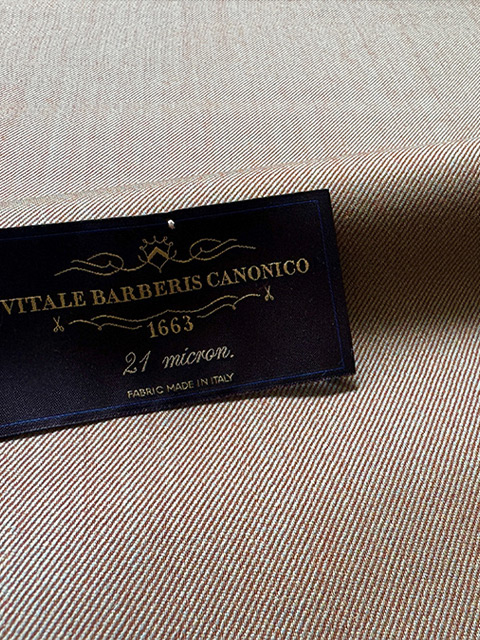 VITALE BARBERIS CANONICO
1663
21 micron.
FABRIC MADE IN ITALY